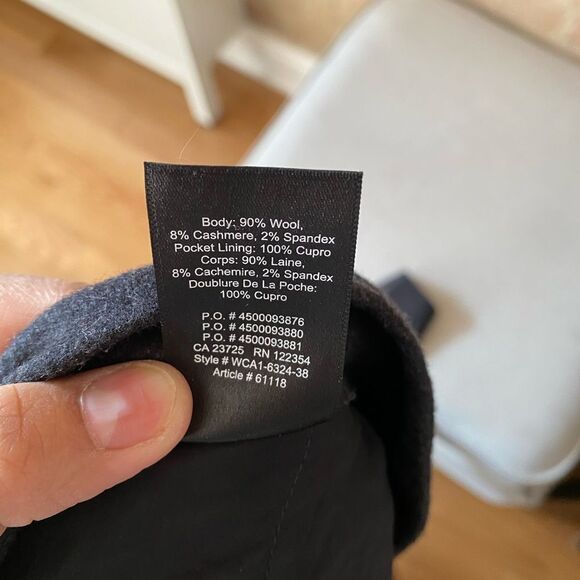 Body: 90% Wool,
8% Cashmere, 2% Spandex
Pocket Lining: 100% Cupro
Corps: 90% Laine,
8% Cachemire, 2% Spandex
Doublure De La Poche:
100% Cupro
P.O. # 4500093876
P.O. # 4500093880
P.O. # 4500093881
CA 23725 RN 122354
Style # WCA1-6324-38
Article # 61118